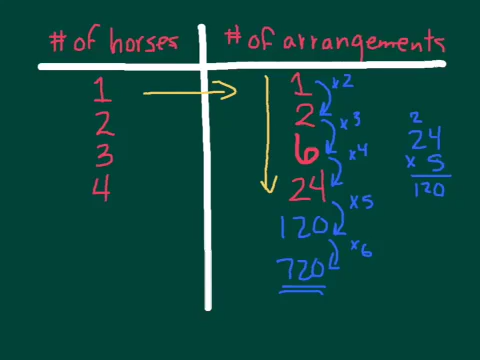 # of horses # of arrangements
1 1 x2
2 2 x3
3 6 x4
4 24 x5
120 x6
720
2
24
x 5
120